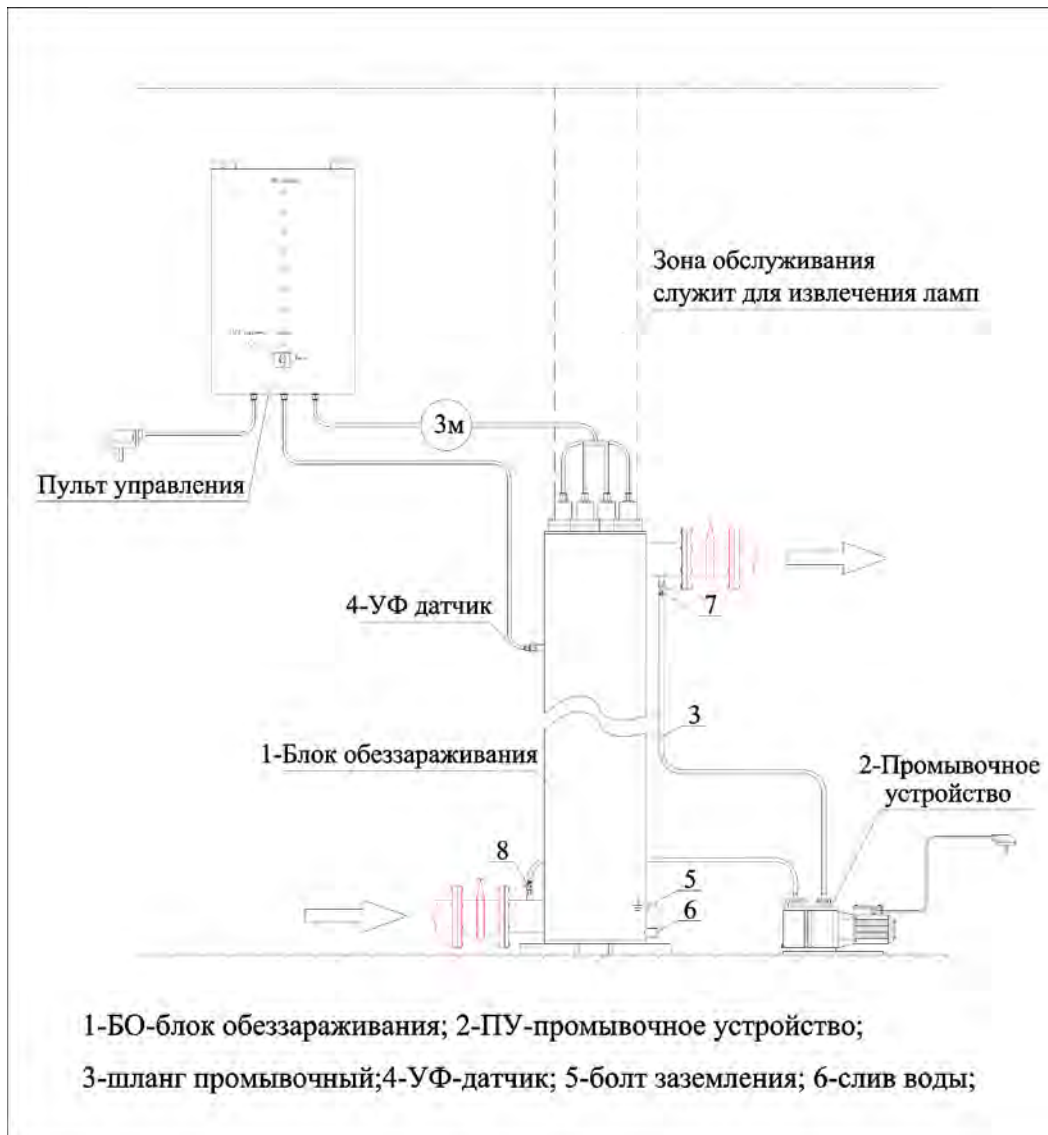 Зона обслуживания
служит для извлечения ламп
3м
Пульт управления
7
4-УФ датчик
3
1-Блок обеззараживания
2-Промывочное
устройство
8
5
6
1-БО-блок обеззараживания; 2-ПУ-промывочное устройство;
3-шланг промывочный;4-УФ-датчик; 5-болт заземления; 6-слив воды;